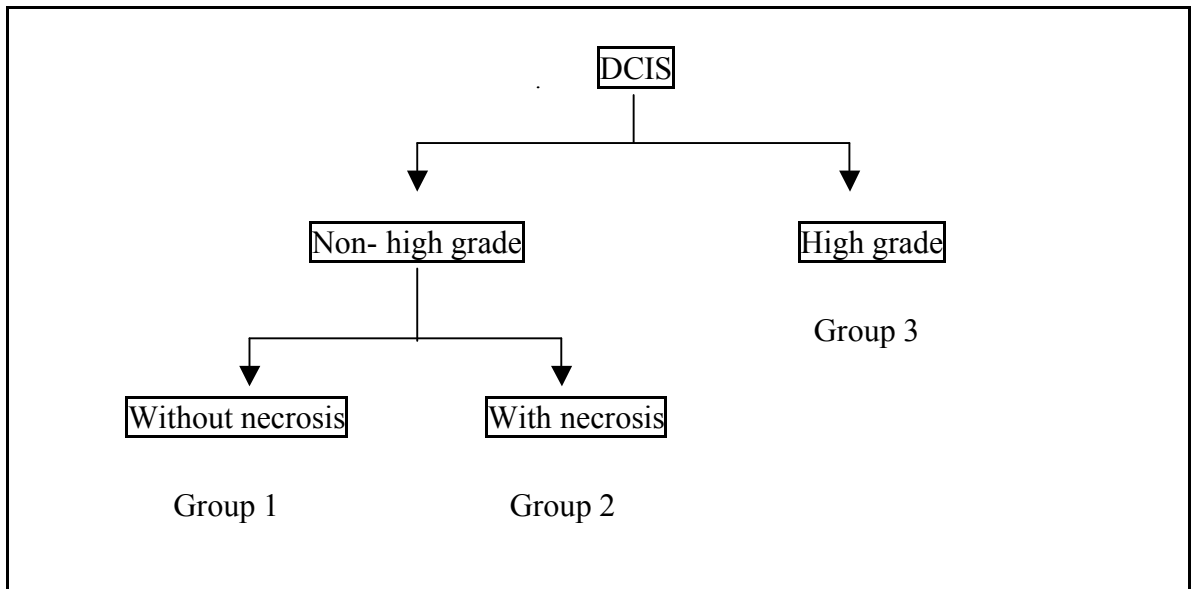 DCIS
Non- high grade
High grade
Group 3
Without necrosis
With necrosis
Group 1
Group 2